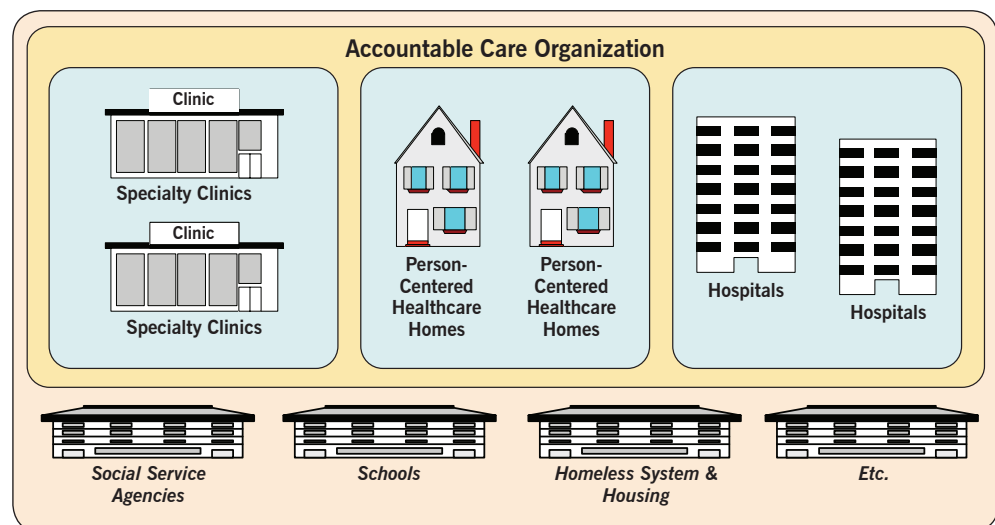 Accountable Care Organization
Clinic
Specialty Clinics
Clinic
Specialty Clinics
Person-
Centered
Healthcare
Homes
Person-
Centered
Healthcare
Homes
Hospitals
Hospitals
Social Service
Agencies
Schools
Homeless System &
Housing
Etc.